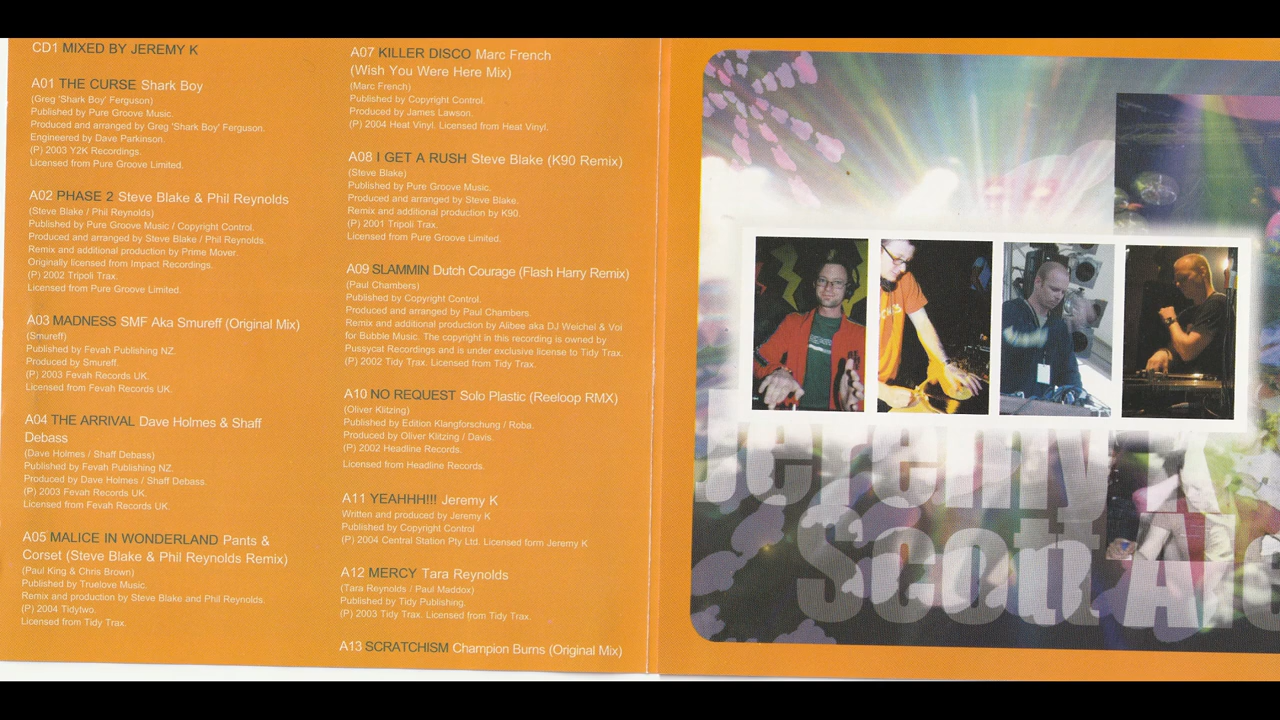 CD1 MIXED BY JEREMY K
A01 THE CURSE Shark Boy
(Greg 'Shark Boy' Ferguson)
Published by Pure Groove Music.
Produced and arranged by Greg 'Shark Boy' Ferguson.
Engineered by Dave Parkinson.
(P) 2003 Y2K Recordings.
Licensed from Pure Groove Limited.
A02 PHASE 2 Steve Blake & Phil Reynolds
(Steve Blake / Phil Reynolds)
Published by Pure Groove Music / Copyright Control.
Produced and arranged by Steve Blake / Phil Reynolds.
Remix and additional production by Prime Mover.
Originally licensed from Impact Recordings.
(P) 2002 Tripoli Trax.
Licensed from Pure Groove Limited.
A03 MADNESS SMF Aka Smureff (Original Mix)
(Smureff)
Published by Fevah Publishing NZ.
Produced by Smureff.
(P) 2003 Fevah Records UK.
Licensed from Fevah Records UK.
A04 THE ARRIVAL Dave Holmes & Shaff
Debass
(Dave Holmes / Shaff Debass)
Published by Fevah Publishing NZ.
Produced by Dave Holmes / Shaff Debass.
(P) 2003 Fevah Records UK.
Licensed from Fevah Records UK.
A05 MALICE IN WONDERLAND Pants &
Corset (Steve Blake & Phil Reynolds Remix)
(Paul King & Chris Brown)
Published by Truelove Music.
Remix and production by Steve Blake and Phil Reynolds.
(P) 2004 Tidytwo.
Licensed from Tidy Trax.
A07 KILLER DISCO Marc French
(Wish You Were Here Mix)
(Marc French)
Published by Copyright Control.
Produced by James Lawson.
(P) 2004 Heat Vinyl. Licensed from Heat Vinyl.
A08 I GET A RUSH Steve Blake (K90 Remix)
(Steve Blake)
Published by Pure Groove Music.
Produced and arranged by Steve Blake.
Remix and additional production by K90.
(P) 2001 Tripoli Trax.
Licensed from Pure Groove Limited.
A09 SLAMMIN Dutch Courage (Flash Harry Remix)
(Paul Chambers)
Published by Copyright Control.
Produced and arranged by Paul Chambers.
Remix and additional production by Alibee aka DJ Weichei & Voi
for Bubble Music. The copyright in this recording is owned by
Pussycat Recordings and is under exclusive license to Tidy Trax.
(P) 2002 Tidy Trax. Licensed from Tidy Trax.
A10 NO REQUEST Solo Plastic (Reeloop RMX)
(Oliver Klitzing)
Published by Edition Klangforschung / Roba.
Produced by Oliver Klitzing / Davis.
(P) 2002 Headline Records.
Licensed from Headline Records.
A11 YEAHHH!!! Jeremy K
Written and produced by Jeremy K
Published by Copyright Control
(P) 2004 Central Station Pty Ltd. Licensed form Jeremy K
A12 MERCY Tara Reynolds
(Tara Reynolds / Paul Maddox)
Published by Tidy Publishing.
(P) 2003 Tidy Trax. Licensed from Tidy Trax.
A13 SCRATCHISM Champion Burns (Original Mix)
Jeremy K
Scott A